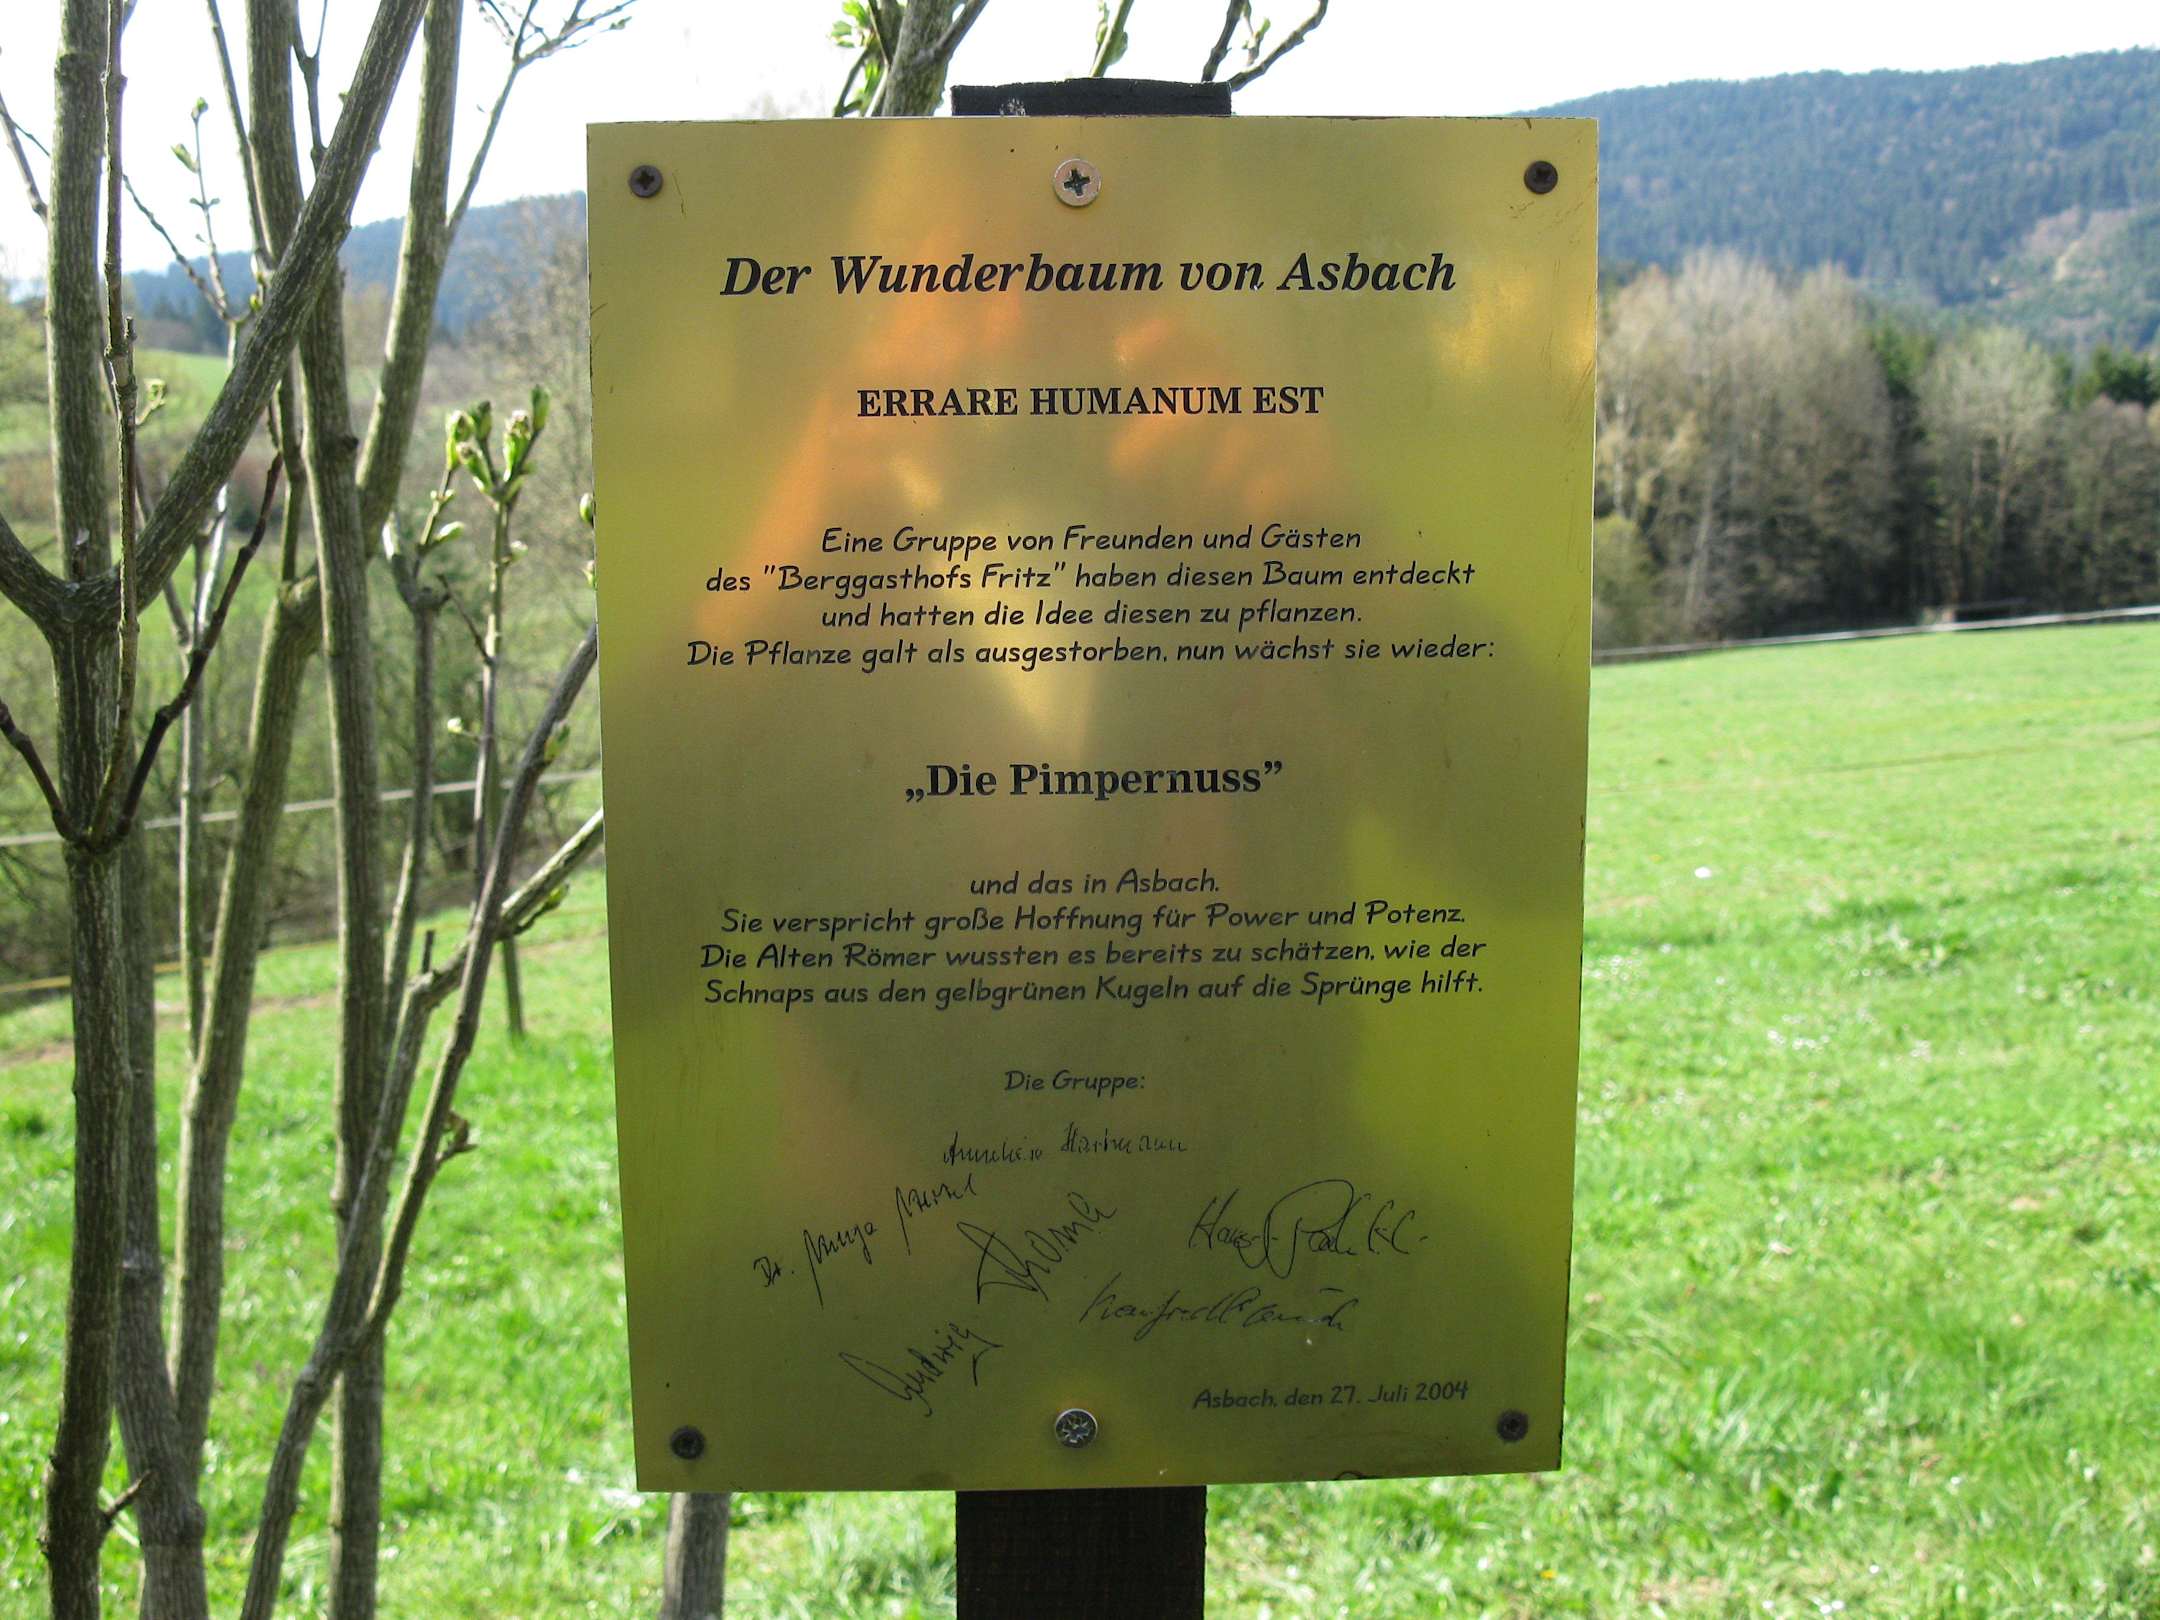 Der Wunderbaum von Asbach
ERRARE HUMANUM EST
Eine Gruppe von Freunden und Gästen
des "Berggasthofs Fritz" haben diesen Baum entdeckt
und hatten die Idee diesen zu pflanzen.
Die Pflanze galt als ausgestorben, nun wächst sie wieder:
„Die Pimpernuss”
und das in Asbach.
Sie verspricht große Hoffnung für Power und Potenz.
Die Alten Römer wussten es bereits zu schätzen, wie der
Schnaps aus den gelbgrünen Kugeln auf die Sprünge hilft.
Die Gruppe:
Hartmann
Dr.
Thoma
Ludwig
Asbach, den 27. Juli 2004